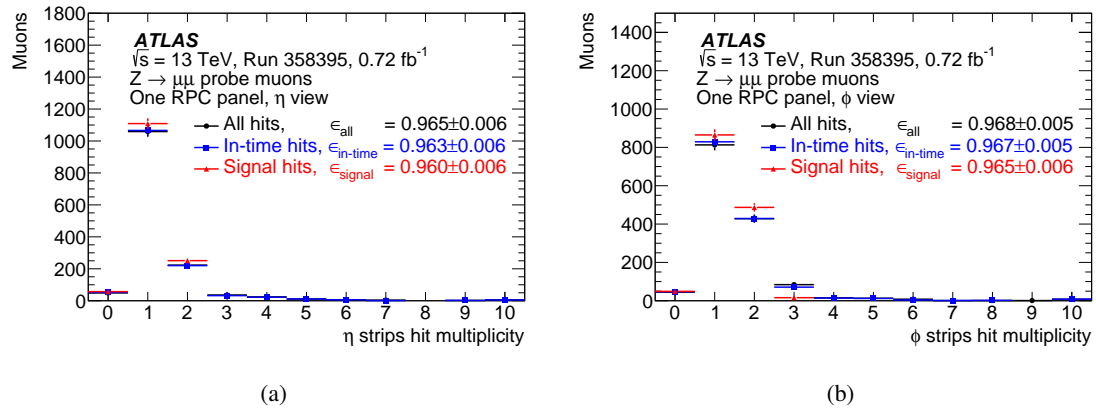 Muons
1800
1600
1400
1200
1000
800
600
400
200
0
ATLAS
√s = 13 TeV, Run 358395, 0.72 fb⁻¹
Z → μμ probe muons
One RPC panel, η view
All hits, ϵall = 0.965±0.006
In-time hits, ϵin-time = 0.963±0.006
Signal hits, ϵsignal = 0.960±0.006
0 1 2 3 4 5 6 7 8 9 10
η strips hit multiplicity
(a)
Muons
1400
1200
1000
800
600
400
200
0
ATLAS
√s = 13 TeV, Run 358395, 0.72 fb⁻¹
Z → μμ probe muons
One RPC panel, ϕ view
All hits, ϵall = 0.968±0.005
In-time hits, ϵin-time = 0.967±0.005
Signal hits, ϵsignal = 0.965±0.006
0 1 2 3 4 5 6 7 8 9 10
ϕ strips hit multiplicity
(b)